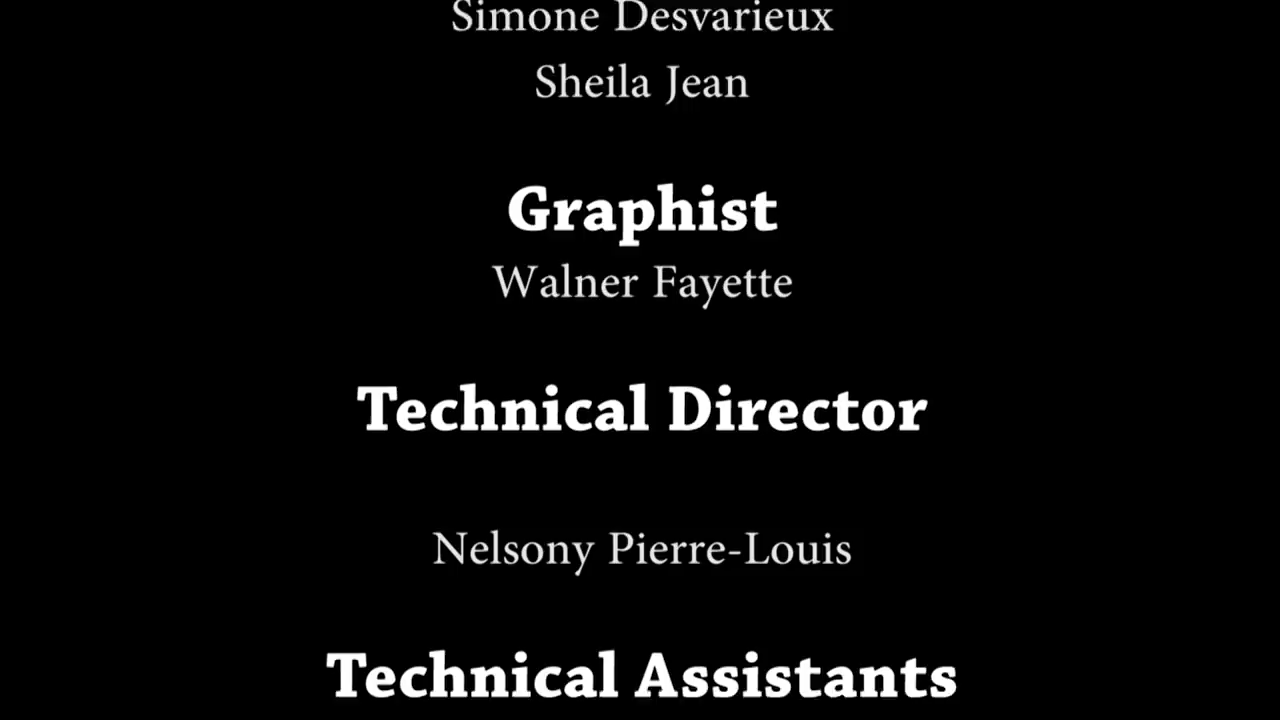 Simone Desvarieux
Sheila Jean
Graphist
Walner Fayette
Technical Director
Nelsony Pierre-Louis
Technical Assistants